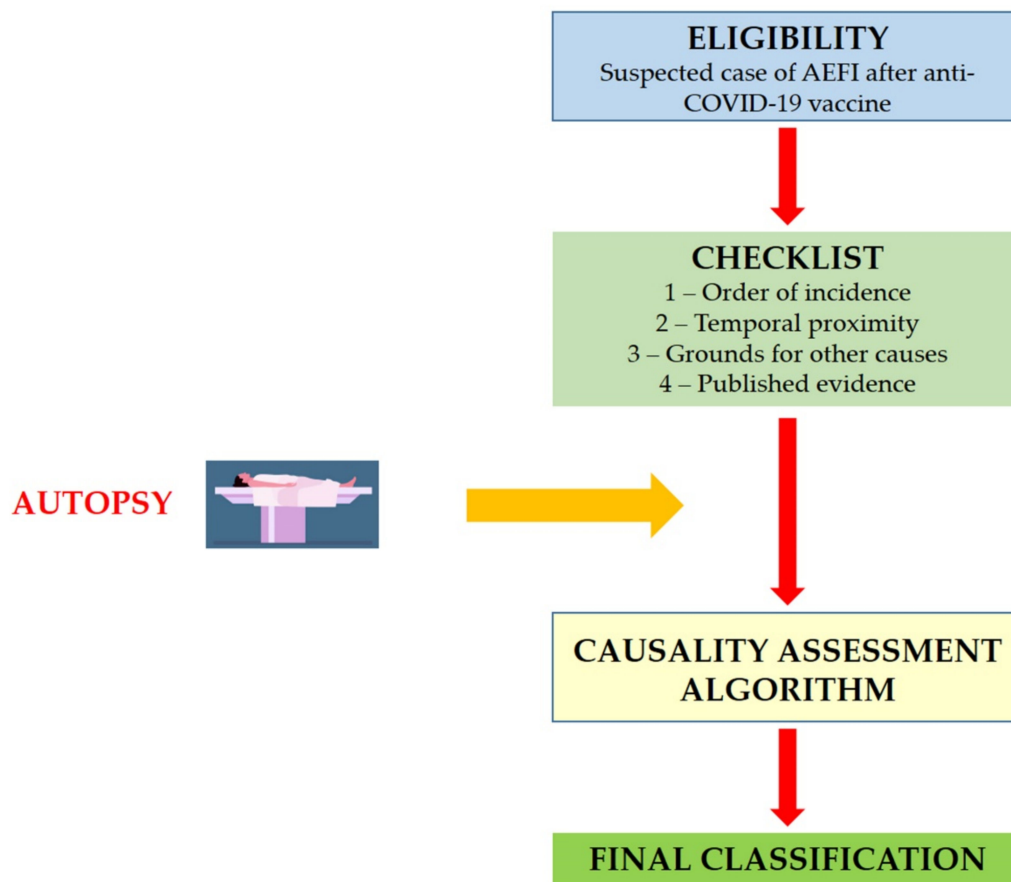 ELIGIBILITY
Suspected case of AEFI after anti-
COVID-19 vaccine
CHECKLIST
1 – Order of incidence
2 – Temporal proximity
3 – Grounds for other causes
4 – Published evidence
AUTOPSY
CAUSALITY ASSESSMENT
ALGORITHM
FINAL CLASSIFICATION